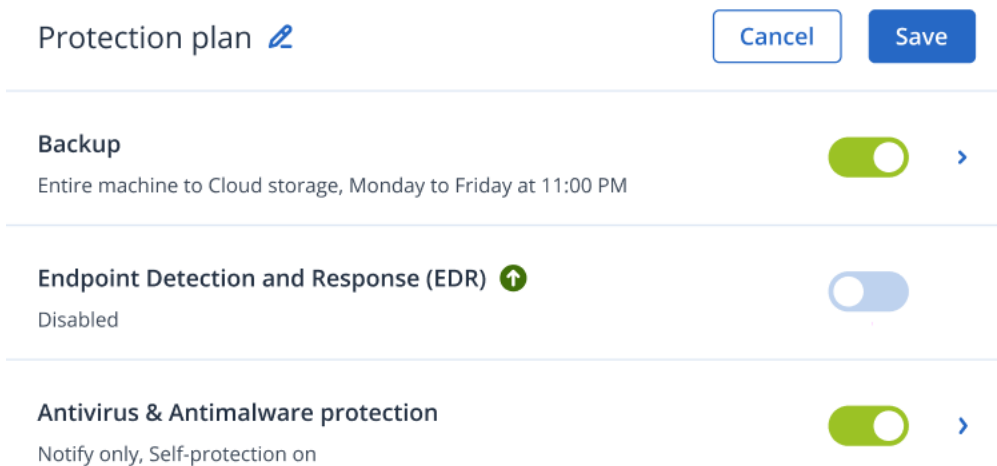 Protection plan
Cancel
Save
Backup
Entire machine to Cloud storage, Monday to Friday at 11:00 PM
Endpoint Detection and Response (EDR)
Disabled
Antivirus & Antimalware protection
Notify only, Self-protection on